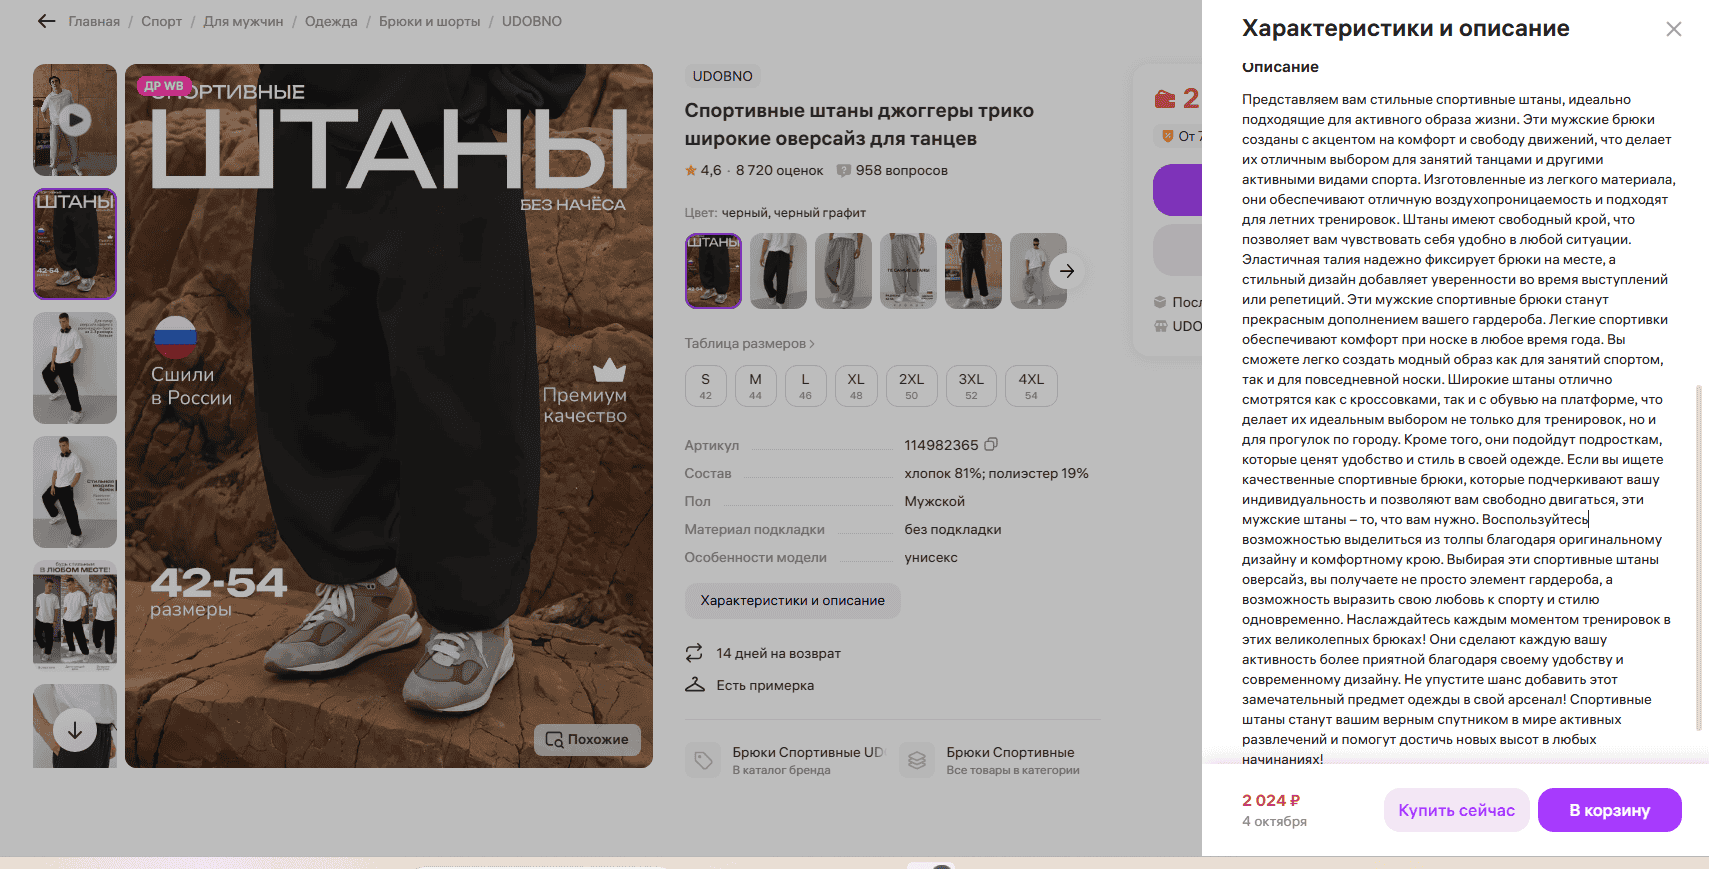 Главная / Спорт / Для мужчин / Одежда / Брюки и шорты / UDOBNO
ДР WB
СПОРТИВНЫЕ
ШТАНЫ
БЕЗ НАЧЁСА
Сшили
в России
Премиум
качество
42-54
размеры
Похожие
ШТАНЫ
42-54
UDOBNO
Спортивные штаны джоггеры трико
широкие оверсайз для танцев
4,6 · 8 720 оценок 958 вопросов
Цвет: черный, черный графит
ШТАНЫ
Таблица размеров
S M L XL 2XL 3XL 4XL
42 44 46 48 50 52 54
Артикул 114982365
Состав хлопок 81%; полиэстер 19%
Пол Мужской
Материал подкладки без подкладки
Особенности модели унисекс
Характеристики и описание
14 дней на возврат
Есть примерка
Брюки Спортивные UD
В каталог бренда
Брюки Спортивные
Все товары в категории
2
От 7
Посл
UDO
Характеристики и описание
Описание
Представляем вам стильные спортивные штаны, идеально
подходящие для активного образа жизни. Эти мужские брюки
созданы с акцентом на комфорт и свободу движений, что делает
их отличным выбором для занятий танцами и другими
активными видами спорта. Изготовленные из легкого материала,
они обеспечивают отличную воздухопроницаемость и подходят
для летних тренировок. Штаны имеют свободный крой, что
позволяет вам чувствовать себя удобно в любой ситуации.
Эластичная талия надежно фиксирует брюки на месте, а
стильный дизайн добавляет уверенности во время выступлений
или репетиций. Эти мужские спортивные брюки станут
прекрасным дополнением вашего гардероба. Легкие спортивки
обеспечивают комфорт при носке в любое время года. Вы
сможете легко создать модный образ как для занятий спортом,
так и для повседневной носки. Широкие штаны отлично
смотрятся как с кроссовками, так и с обувью на платформе, что
делает их идеальным выбором не только для тренировок, но и
для прогулок по городу. Кроме того, они подойдут подросткам,
которые ценят удобство и стиль в своей одежде. Если вы ищете
качественные спортивные брюки, которые подчеркивают вашу
индивидуальность и позволяют вам свободно двигаться, эти
мужские штаны – то, что вам нужно. Воспользуйтесь
возможностью выделиться из толпы благодаря оригинальному
дизайну и комфортному крою. Выбирая эти спортивные штаны
оверсайз, вы получаете не просто элемент гардероба, а
возможность выразить свою любовь к спорту и стилю
одновременно. Наслаждайтесь каждым моментом тренировок в
этих великолепных брюках! Они сделают каждую вашу
активность более приятной благодаря своему удобству и
современному дизайну. Не упустите шанс добавить этот
замечательный предмет одежды в свой арсенал! Спортивные
штаны станут вашим верным спутником в мире активных
развлечений и помогут достичь новых высот в любых
начинаниях!
2 024 ₽
4 октября
Купить сейчас
В корзину